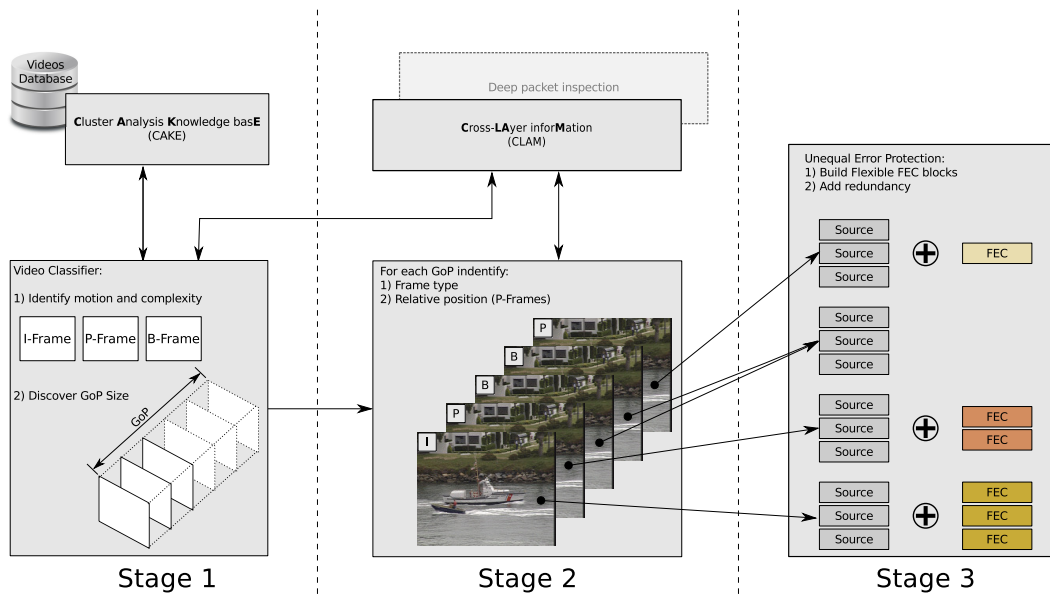 Videos
Database
Cluster Analysis Knowledge basE
(CAKE)
Video Classifier:
1) Identify motion and complexity
I-Frame
P-Frame
B-Frame
2) Discover GoP Size
GoP
Stage 1
Deep packet inspection
Cross-LAyer inforMation
(CLAM)
For each GoP indentify:
1) Frame type
2) Relative position (P-Frames)
P
B
B
P
I
Stage 2
Unequal Error Protection:
1) Build Flexible FEC blocks
2) Add redundancy
Source
Source
FEC
Source
Source
Source
Source
Source
FEC
Source
FEC
Source
Source
FEC
Source
FEC
Source
FEC
Stage 3